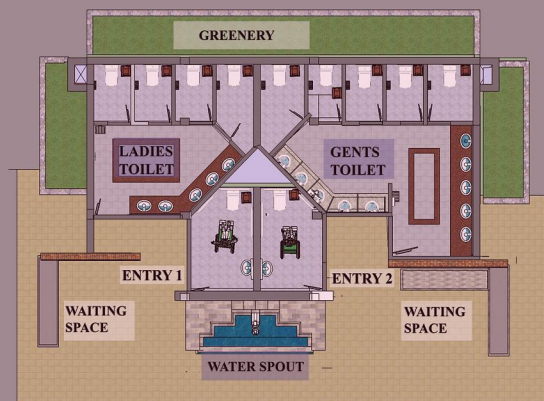 GREENERY
LADIES
TOILET
GENTS
TOILET
ENTRY 1
ENTRY 2
WAITING
SPACE
WAITING
SPACE
WATER SPOUT